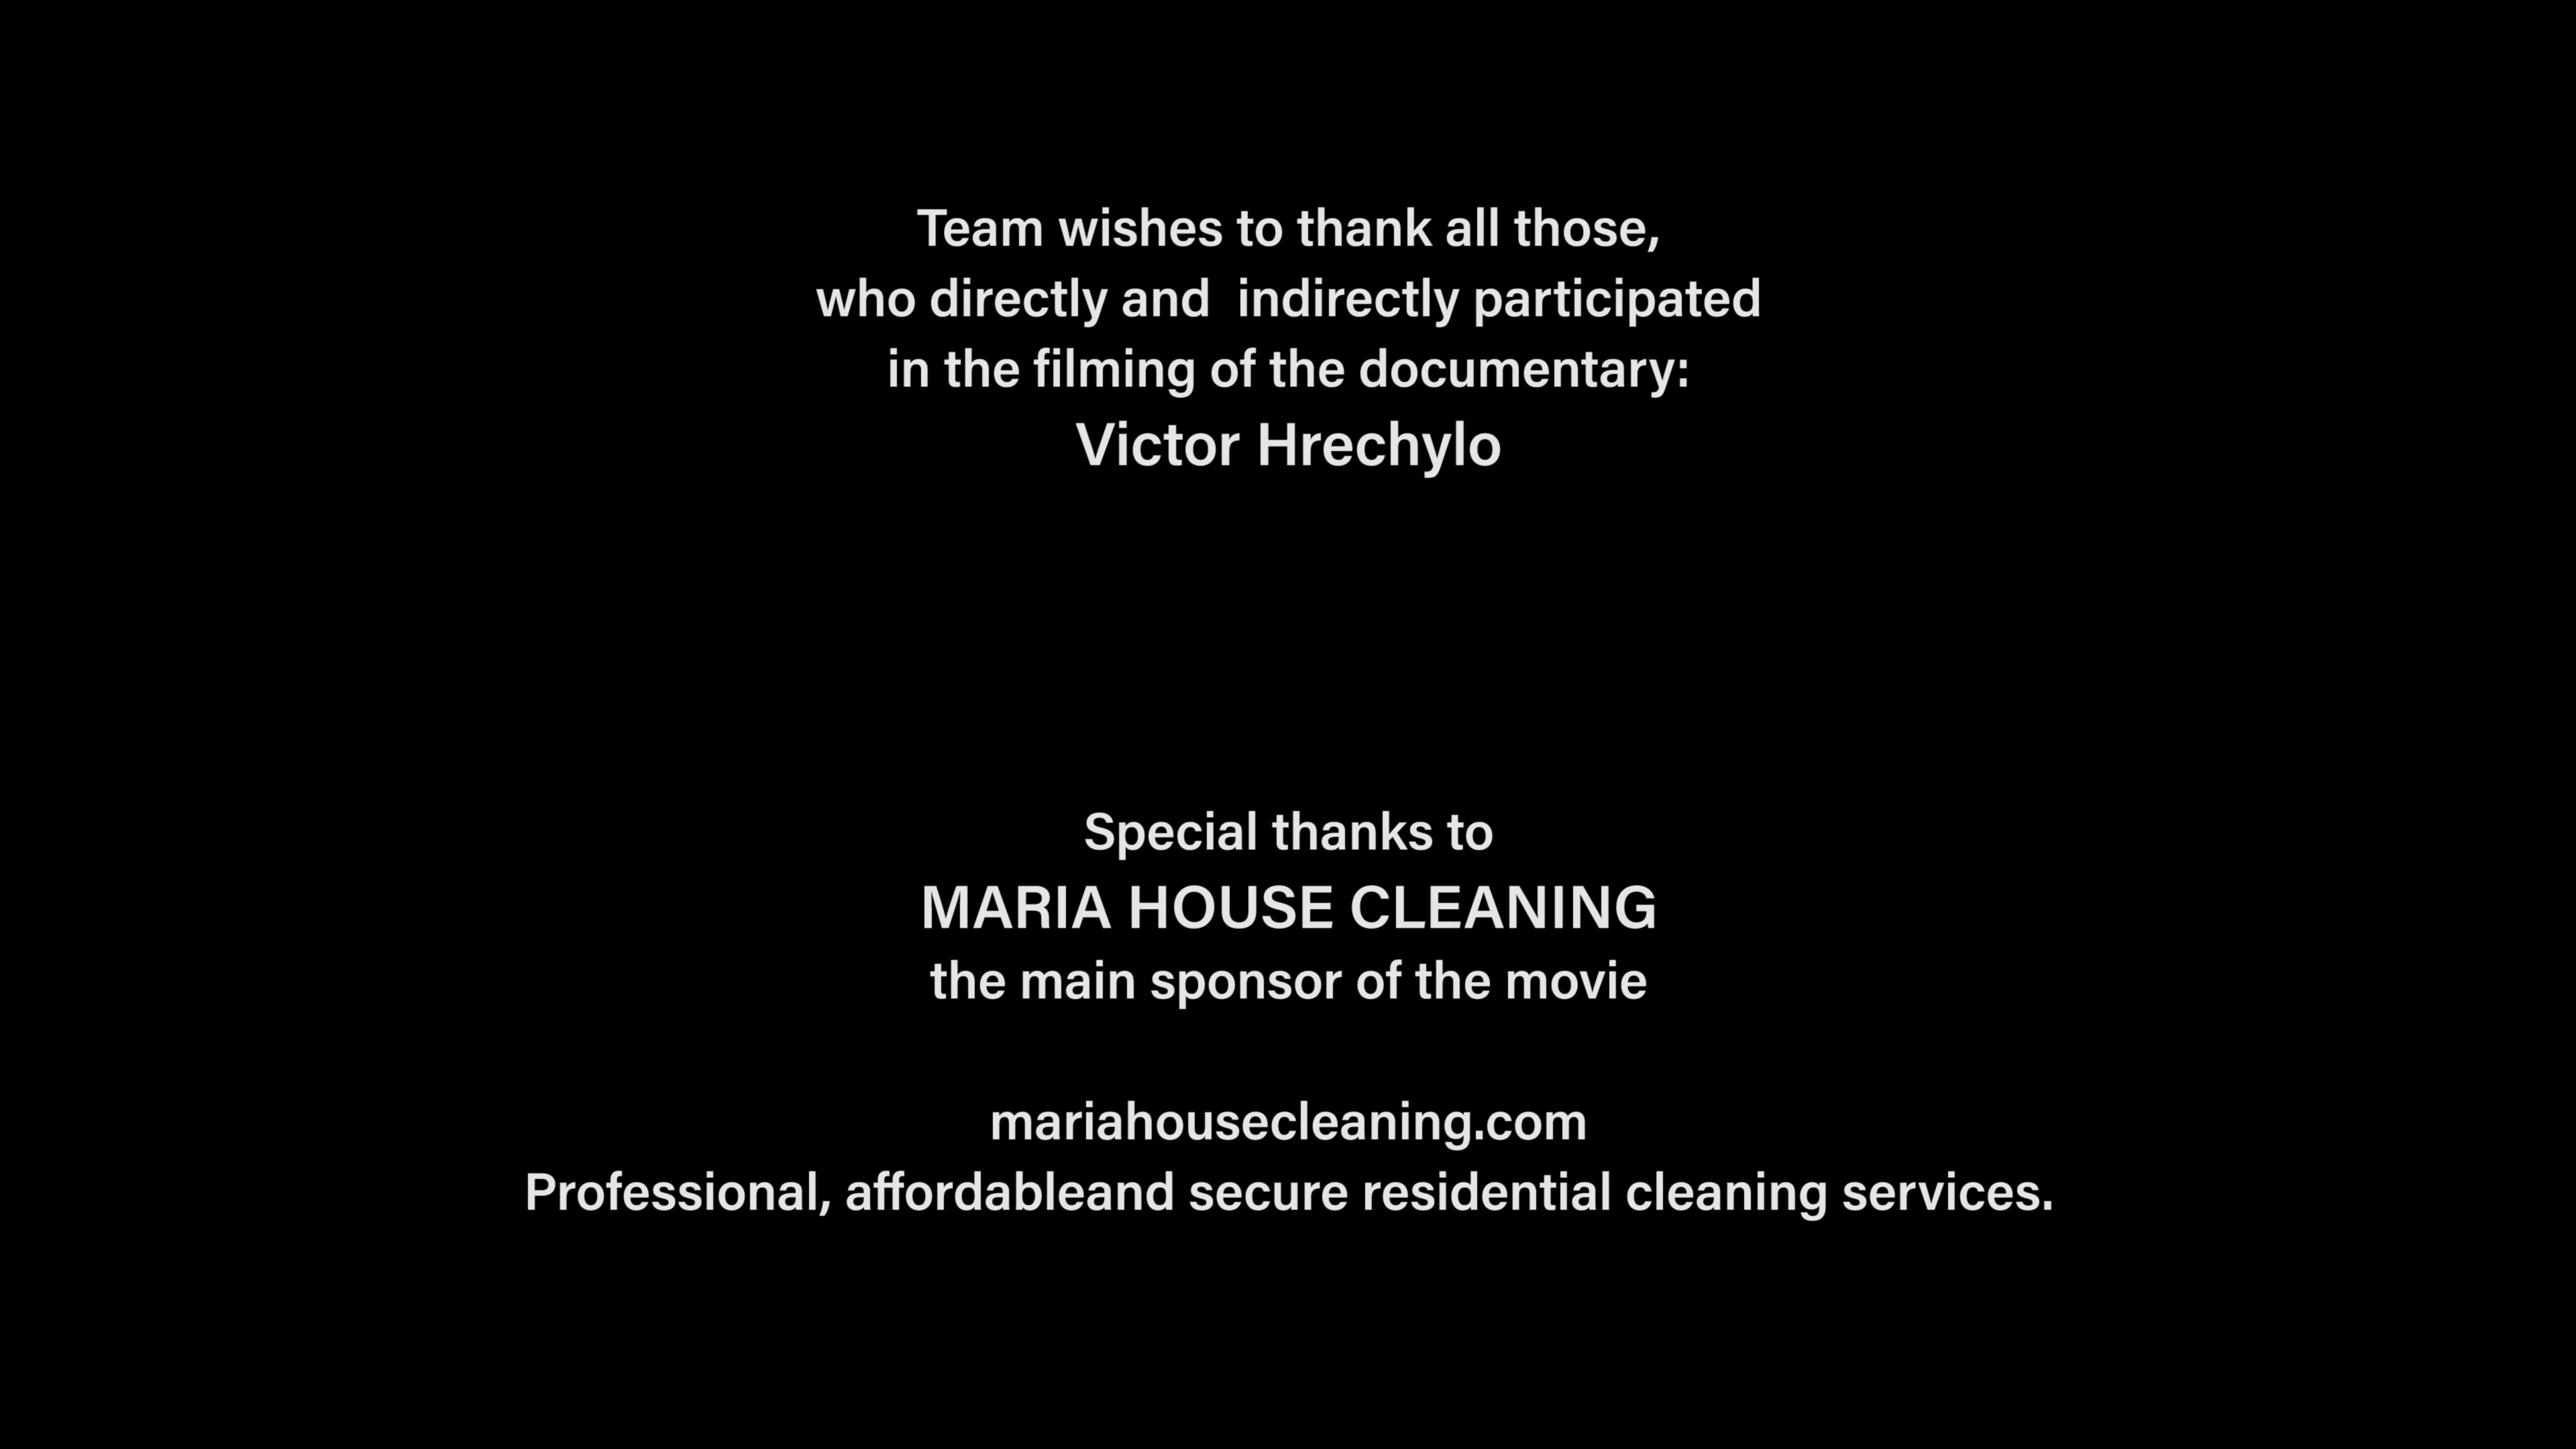 Team wishes to thank all those,
who directly and  indirectly participated
in the filming of the documentary:
Victor Hrechylo
Special thanks to
MARIA HOUSE CLEANING
the main sponsor of the movie
mariahousecleaning.com
Professional, affordableand secure residential cleaning services.